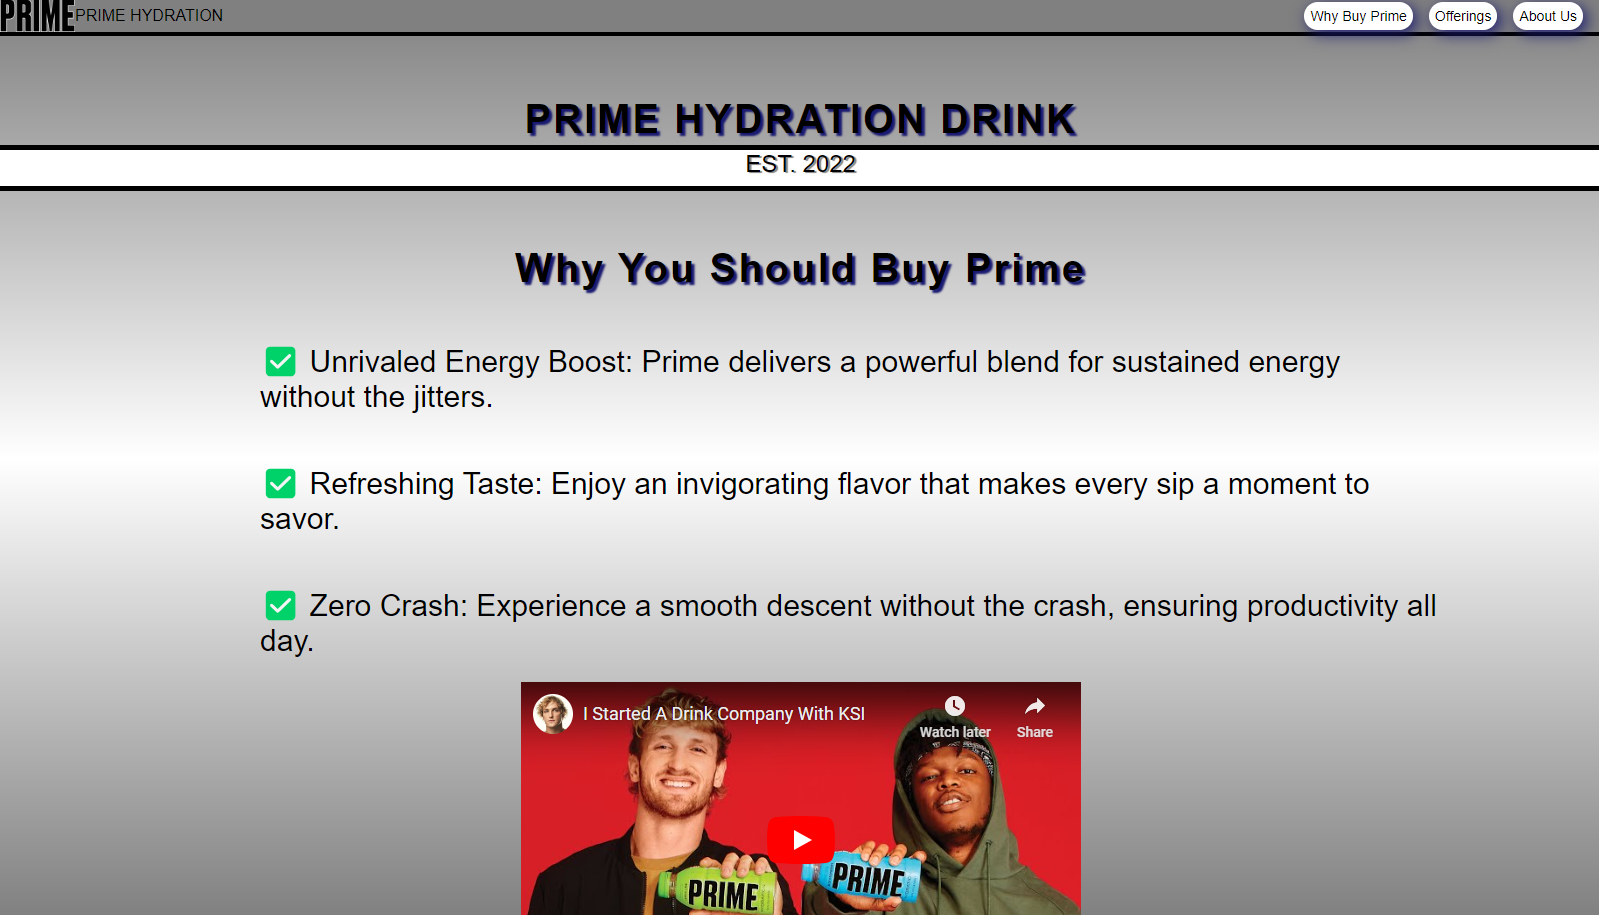 PRIME PRIME HYDRATION
Why Buy Prime
Offerings
About Us
PRIME HYDRATION DRINK
EST. 2022
Why You Should Buy Prime
✅ Unrivaled Energy Boost: Prime delivers a powerful blend for sustained energy
without the jitters.
✅ Refreshing Taste: Enjoy an invigorating flavor that makes every sip a moment to
savor.
✅ Zero Crash: Experience a smooth descent without the crash, ensuring productivity all
day.
I Started A Drink Company With KSI
Watch later
Share
PRIME
PRIME